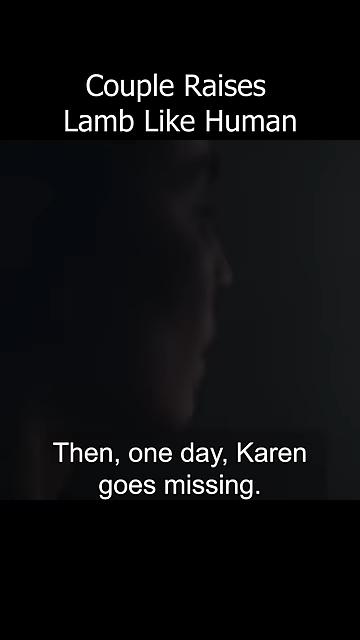 Couple Raises
Lamb Like Human
Then, one day, Karen
goes missing.